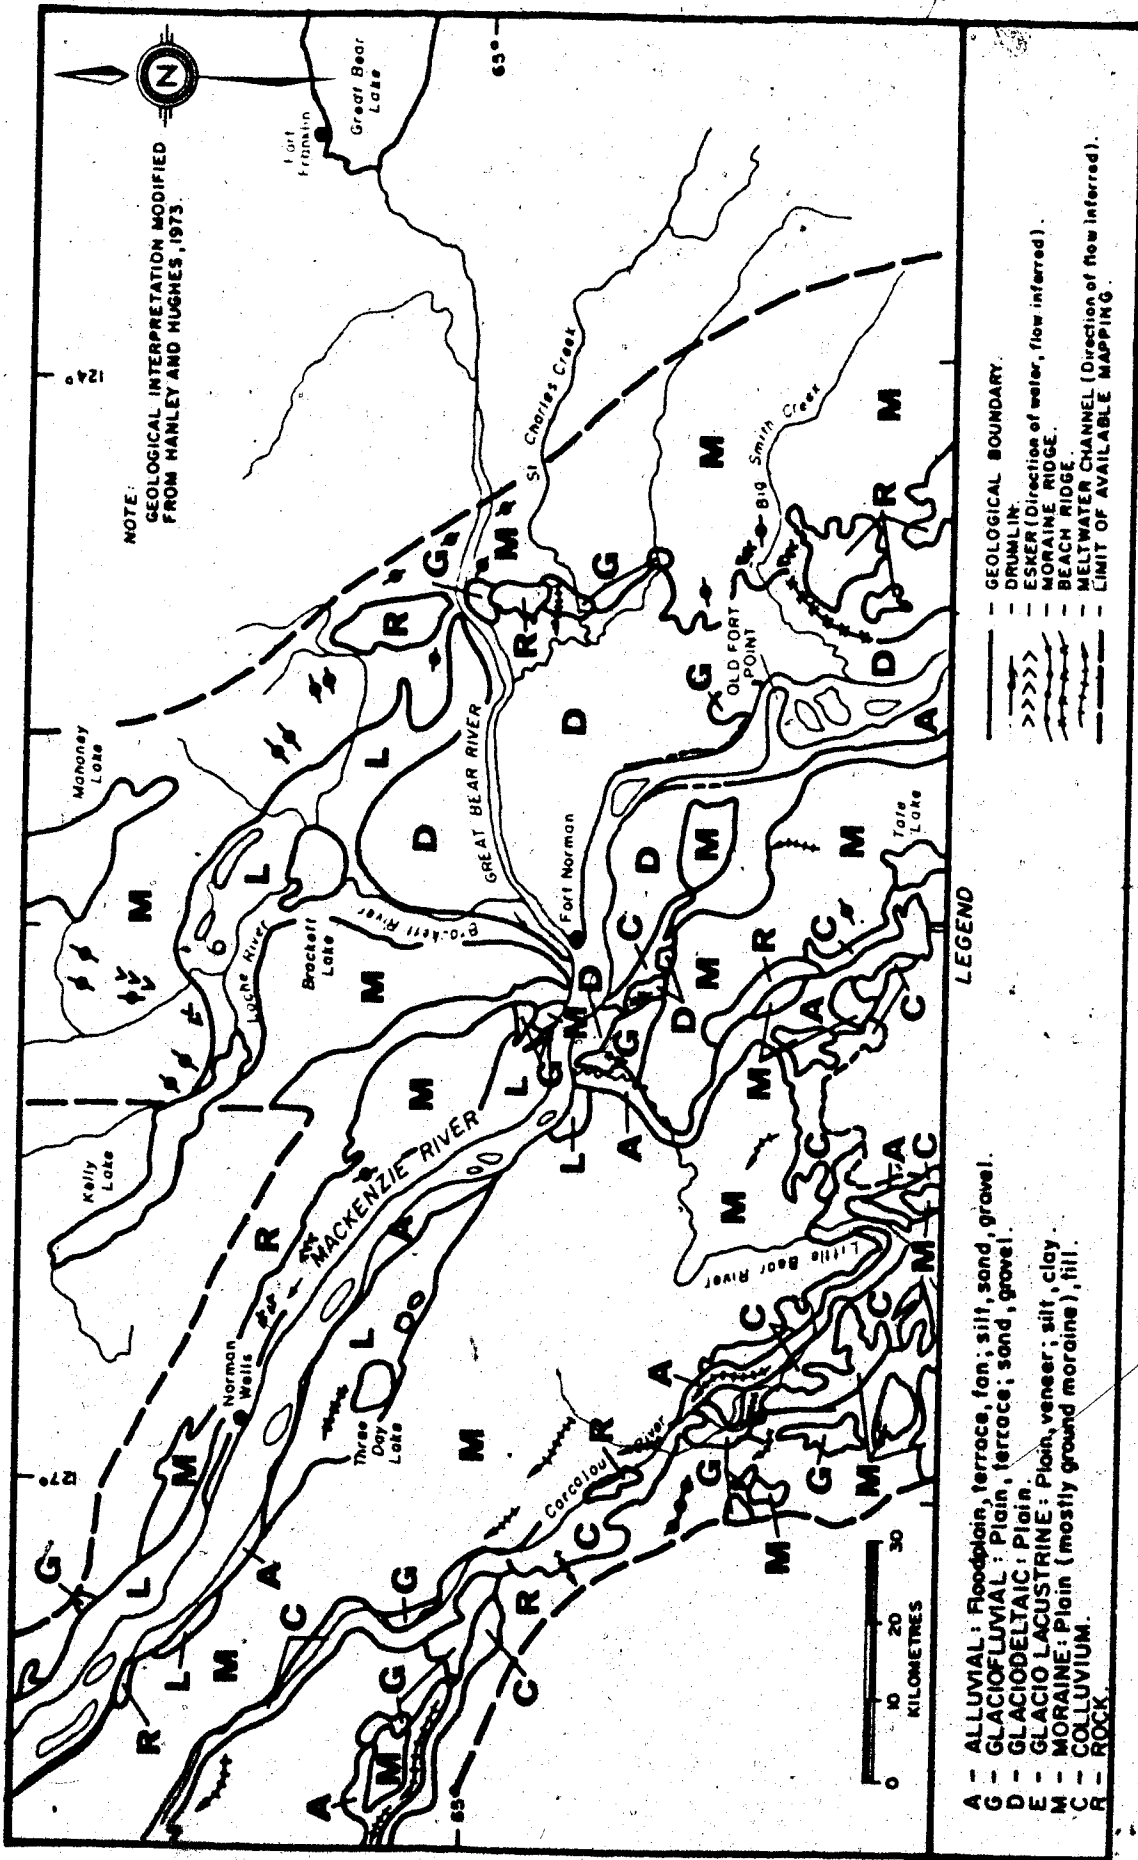 NOTE:
GEOLOGICAL INTERPRETATION MODIFIED
FROM HANLEY AND HUGHES, 1973.
N
127°
124°
65°
65°
Fort
Franklin
Great Bear
Lake
Mahoney
Lake
Kelly
Lake
Loche River
Brackett
Lake
Brackett River
GREAT BEAR RIVER
St Charles Creek
Big Smith Creek
OLD FORT
POINT
Fort Norman
Norman
Wells
MACKENZIE RIVER
Three
Day
Lake
Carcajou River
Little Bear River
Tate
Lake
G
L
A
L
R
M
M
R
M
M
M
L
D
L
R
G
M
R
G
D
G
M
M
R
D
A
D
M
M
C
D
G
M
G
L
L
A
D
M
R
C
A
C
M
C
A
C
M
M
C
C
A
G
G
M
M
R
C
R
C
G
G
M
A
C
M
L
A
M
0 10 20 30
KILOMETRES
LEGEND
A - ALLUVIAL: Floodplain, terrace, fan; silt, sand, gravel.
G - GLACIOFLUVIAL: Plain, terrace; sand, gravel.
D - GLACIODELTAIC: Plain.
E - GLACIO LACUSTRINE: Plain, veneer; silt, clay.
M - MORAINE: Plain (mostly ground moraine), till.
C - COLLUVIUM.
R - ROCK.
- GEOLOGICAL BOUNDARY.
- DRUMLIN.
>>>>> - ESKER (Direction of water, flow inferred).
- MORAINE RIDGE.
- BEACH RIDGE.
- MELTWATER CHANNEL (Direction of flow inferred).
- LIMIT OF AVAILABLE MAPPING.